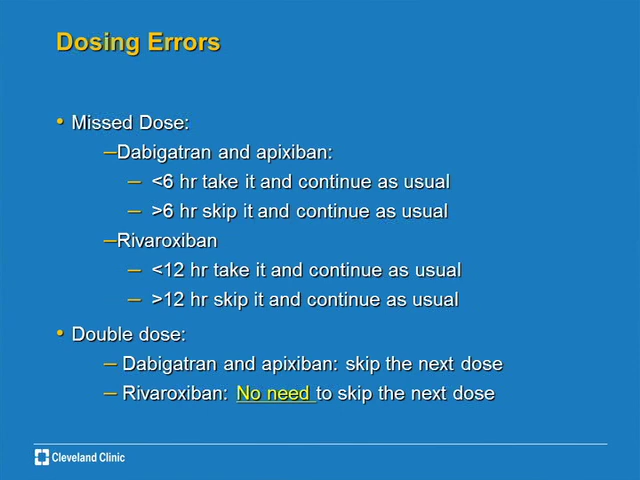 Dosing Errors
• Missed Dose:
–Dabigatran and apixiban:
– <6 hr take it and continue as usual
– >6 hr skip it and continue as usual
–Rivaroxiban
– <12 hr take it and continue as usual
– >12 hr skip it and continue as usual
• Double dose:
– Dabigatran and apixiban: skip the next dose
– Rivaroxiban: No need to skip the next dose
Cleveland Clinic